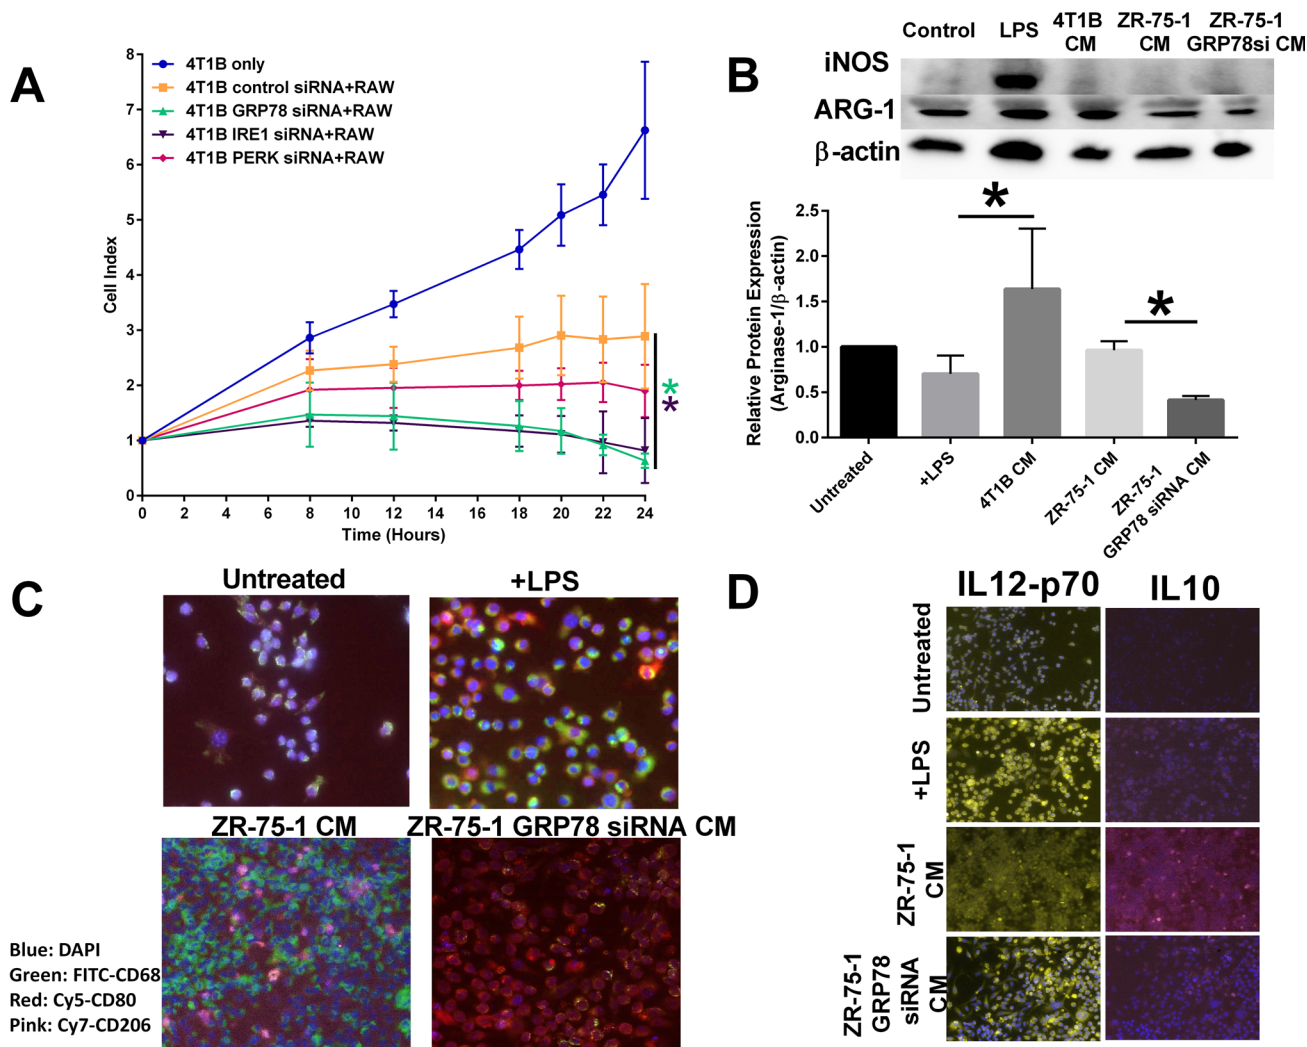 A
8
7
6
5
4
3
2
1
0
Cell Index
4T1B only
4T1B control siRNA+RAW
4T1B GRP78 siRNA+RAW
4T1B IRE1 siRNA+RAW
4T1B PERK siRNA+RAW
*
*
0 2 4 6 8 10 12 14 16 18 20 22 24
Time (Hours)
B
Control LPS 4T1B CM ZR-75-1 CM ZR-75-1 GRP78si CM
iNOS
ARG-1
β-actin
Relative Protein Expression
(Arginase-1/β-actin)
2.5
2.0
1.5
1.0
0.5
0.0
*
*
Untreated
+LPS
4T1B CM
ZR-75-1 CM
ZR-75-1
GRP78 siRNA CM
C
Untreated +LPS
ZR-75-1 CM ZR-75-1 GRP78 siRNA CM
Blue: DAPI
Green: FITC-CD68
Red: Cy5-CD80
Pink: Cy7-CD206
D
IL12-p70 IL10
Untreated
+LPS
ZR-75-1
CM
ZR-75-1
GRP78
siRNA
CM